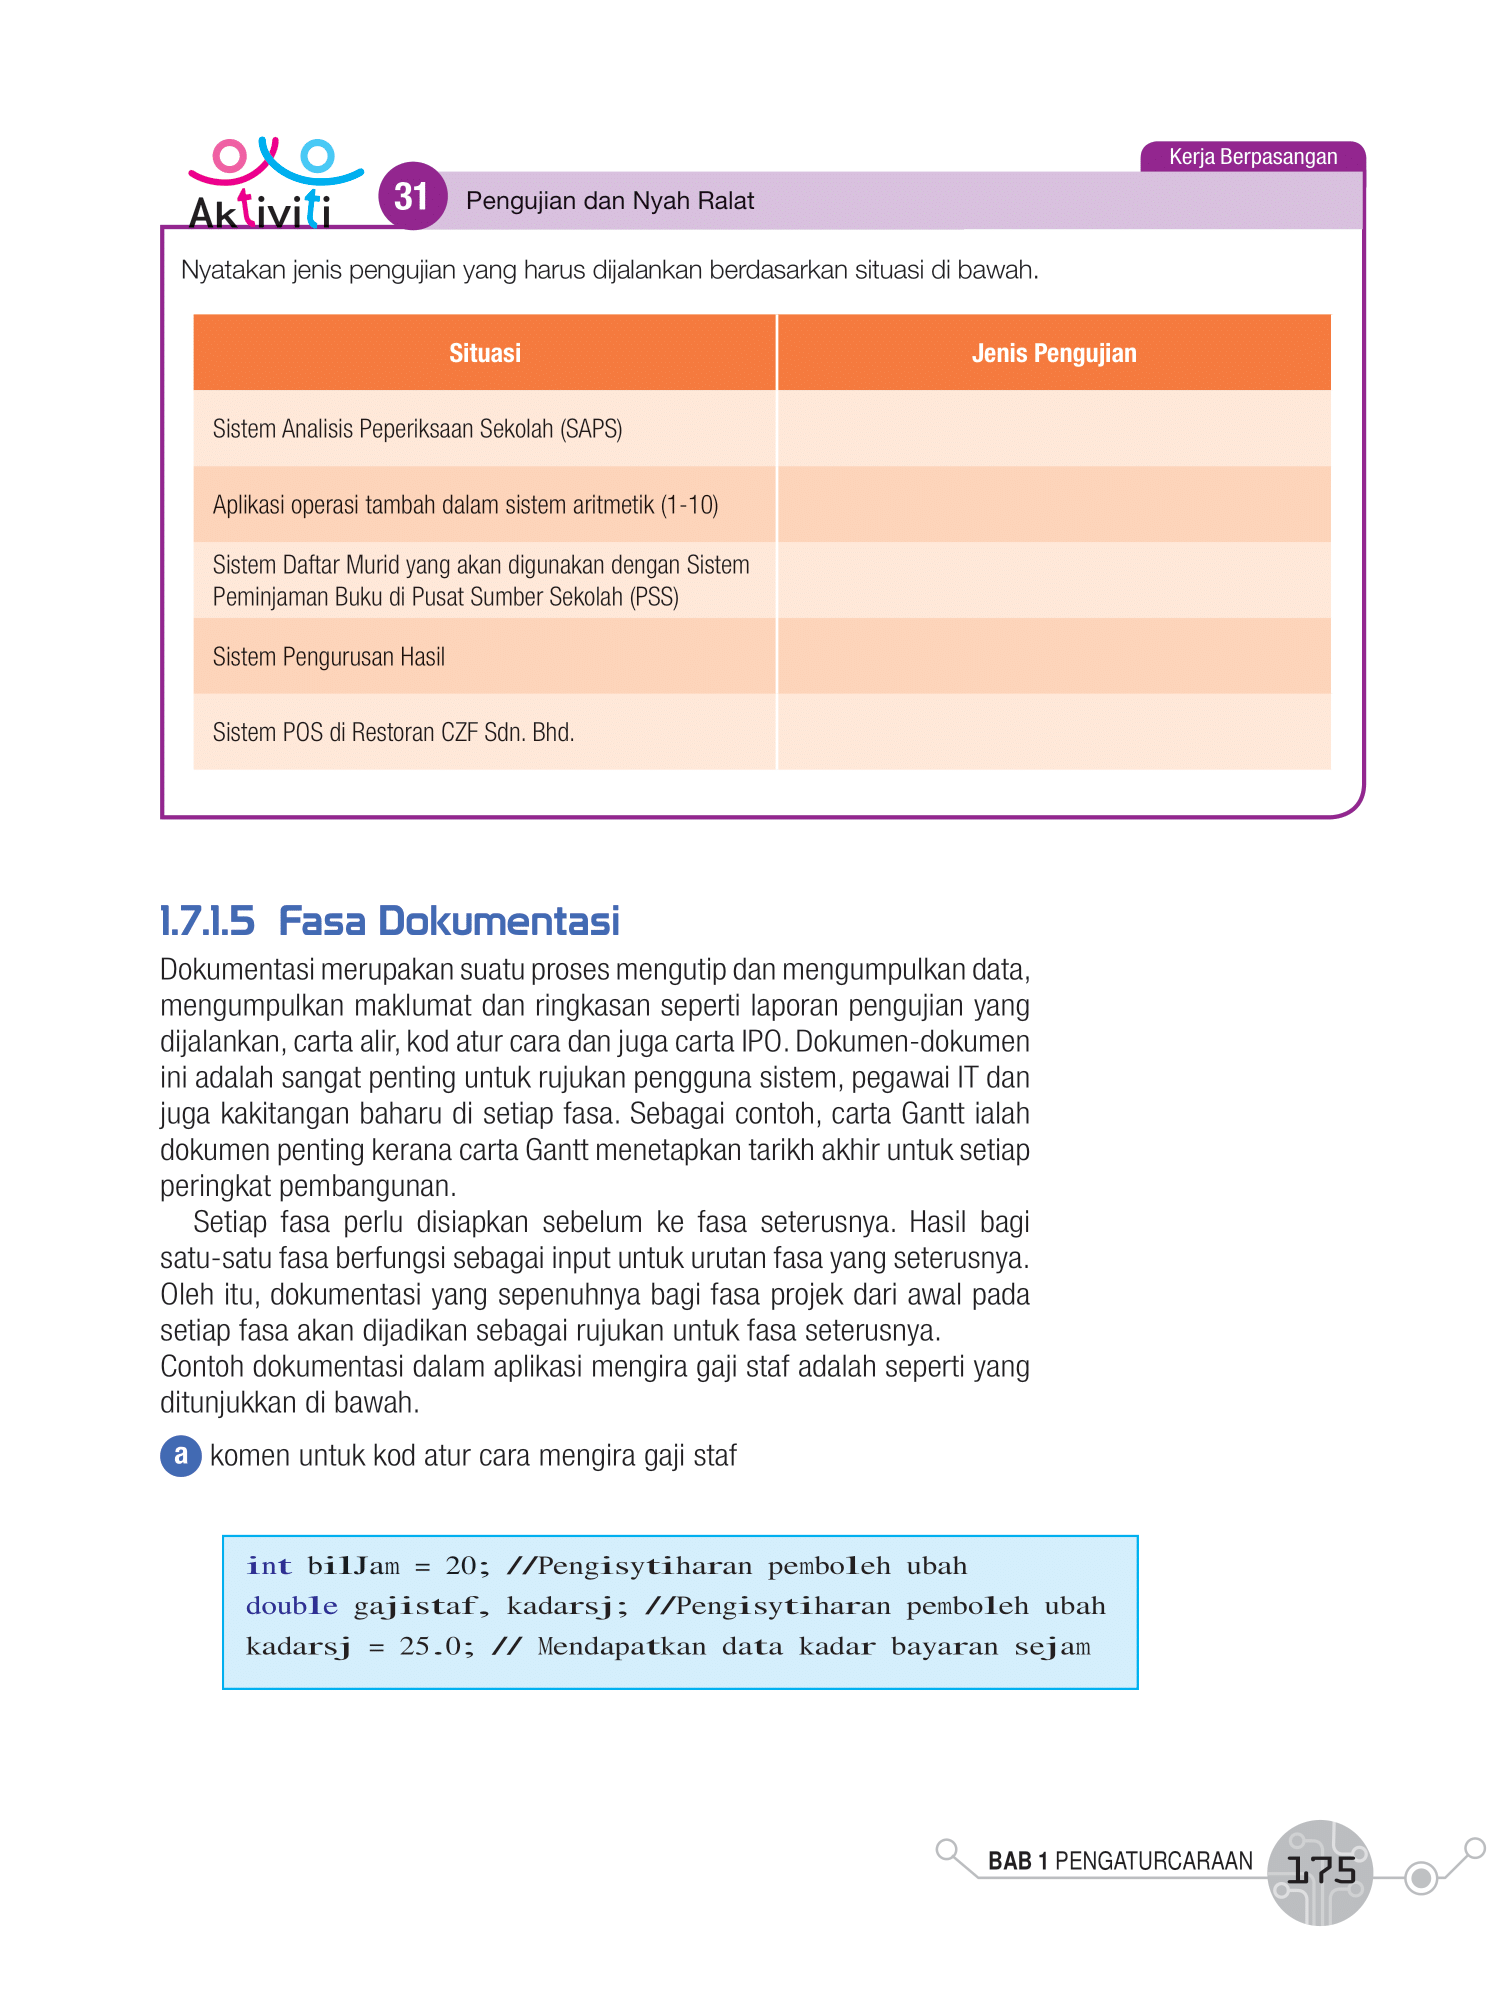 Kerja Berpasangan
Aktiviti
31
Pengujian dan Nyah Ralat
Nyatakan jenis pengujian yang harus dijalankan berdasarkan situasi di bawah.
Situasi
Jenis Pengujian
Sistem Analisis Peperiksaan Sekolah (SAPS)
Aplikasi operasi tambah dalam sistem aritmetik (1-10)
Sistem Daftar Murid yang akan digunakan dengan Sistem
Peminjaman Buku di Pusat Sumber Sekolah (PSS)
Sistem Pengurusan Hasil
Sistem POS di Restoran CZF Sdn. Bhd.
1.7.1.5 Fasa Dokumentasi
Dokumentasi merupakan suatu proses mengutip dan mengumpulkan data,
mengumpulkan maklumat dan ringkasan seperti laporan pengujian yang
dijalankan, carta alir, kod atur cara dan juga carta IPO. Dokumen-dokumen
ini adalah sangat penting untuk rujukan pengguna sistem, pegawai IT dan
juga kakitangan baharu di setiap fasa. Sebagai contoh, carta Gantt ialah
dokumen penting kerana carta Gantt menetapkan tarikh akhir untuk setiap
peringkat pembangunan.
Setiap fasa perlu disiapkan sebelum ke fasa seterusnya. Hasil bagi
satu-satu fasa berfungsi sebagai input untuk urutan fasa yang seterusnya.
Oleh itu, dokumentasi yang sepenuhnya bagi fasa projek dari awal pada
setiap fasa akan dijadikan sebagai rujukan untuk fasa seterusnya.
Contoh dokumentasi dalam aplikasi mengira gaji staf adalah seperti yang
ditunjukkan di bawah.
a komen untuk kod atur cara mengira gaji staf
int bilJam = 20; //Pengisytiharan pemboleh ubah
double gajistaf, kadarsj; //Pengisytiharan pemboleh ubah
kadarsj = 25.0; // Mendapatkan data kadar bayaran sejam
BAB 1 PENGATURCARAAN
175